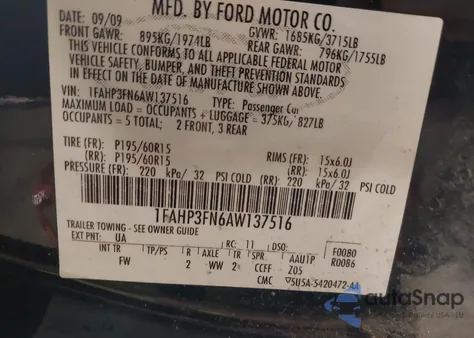 MFD. BY FORD MOTOR CO.
09/09 GVWR: 1685KG/3715LB
FRONT GAWR: 895KG/1974LB REAR GAWR: 796KG/1755LB
THIS VEHICLE CONFORMS TO ALL APPLICABLE FEDERAL MOTOR
VEHICLE SAFETY, BUMPER, AND THEFT PREVENTION STANDARDS
IN EFFECT ON THE DATE OF MANUFACTURE SHOWN ABOVE.
VIN: 1FAHP3FN6AW137516 TYPE: Passenger Car
MAXIMUM LOAD = OCCUPANTS + LUGGAGE = 375KG/ 827LB
OCCUPANTS = 5 TOTAL; 2 FRONT, 3 REAR
TIRE (FR): P195/60R15 RIMS (FR): 15x6.0J
(RR): P195/60R15 (RR): 15x6.0J
PRESSURE (FR): 220 kPa/ 32 PSI COLD (RR): 220 kPa/ 32 PSI COLD
1FAHP3FN6AW137516
TRAILER TOWING - SEE OWNER GUIDE
EXT PNT: UA RC: 11 DSO: F0080
INT TR TP/PS R AXLE TR SPR AA01P R0086
FW 2 WW 2 CCFF Z05
CMC 5U5A-5420472-AA
autoSnap